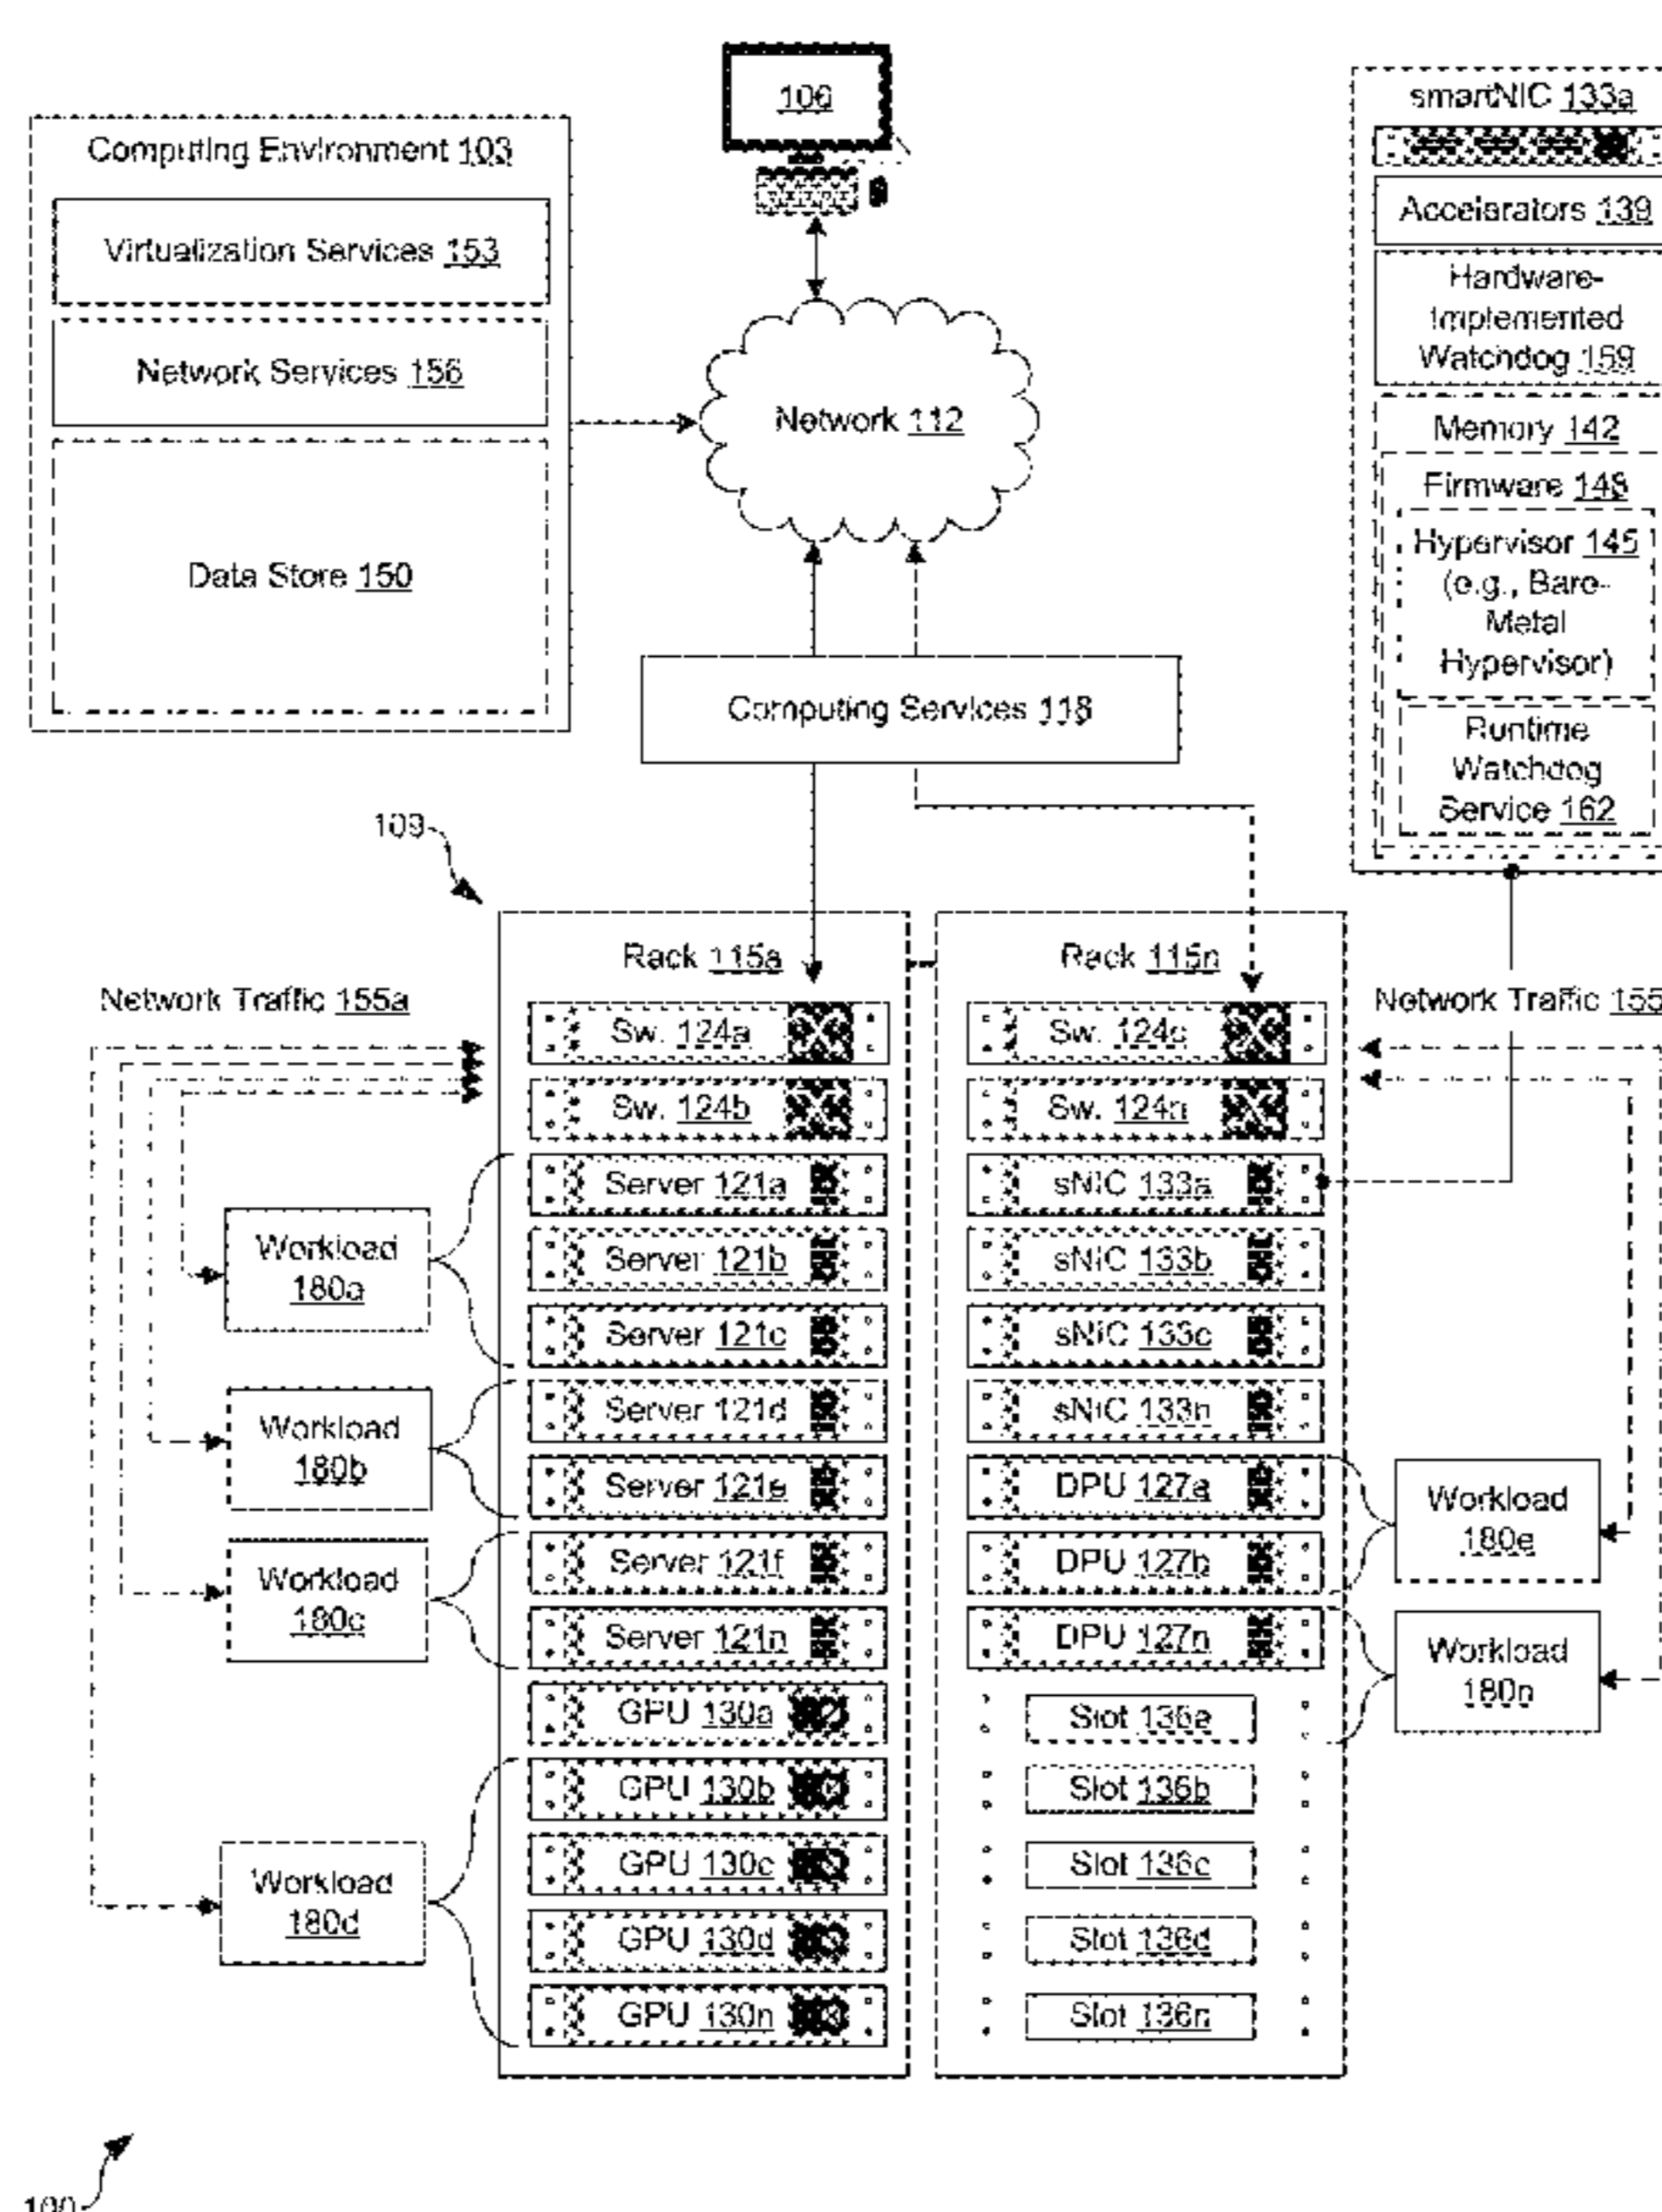 106
Computing Environment 103
Virtualization Services 153
Network Services 156
Data Store 150
Network 112
Computing Services 118
smartNIC 133a
Accelarators 139
Hardware-
Implemented
Watchdog 159
Memory 142
Firmware 148
Hypervisor 145
(e.g., Bare-
Metal
Hypervisor)
Runtime
Watchdog
Service 162
109
Network Traffic 155a
Rack 115a
Sw. 124a
Sw. 124b
Server 121a
Server 121b
Server 121c
Server 121d
Server 121e
Server 121f
Server 121n
GPU 130a
GPU 130b
GPU 130c
GPU 130d
GPU 130n
Workload
180a
Workload
180b
Workload
180c
Workload
180d
Rack 115n
Sw. 124c
Sw. 124n
sNIC 133a
sNIC 133b
sNIC 133c
sNIC 133n
DPU 127a
DPU 127b
DPU 127n
Slot 136a
Slot 136b
Slot 136c
Slot 136d
Slot 136n
Network Traffic 155
Workload
180e
Workload
180n
100